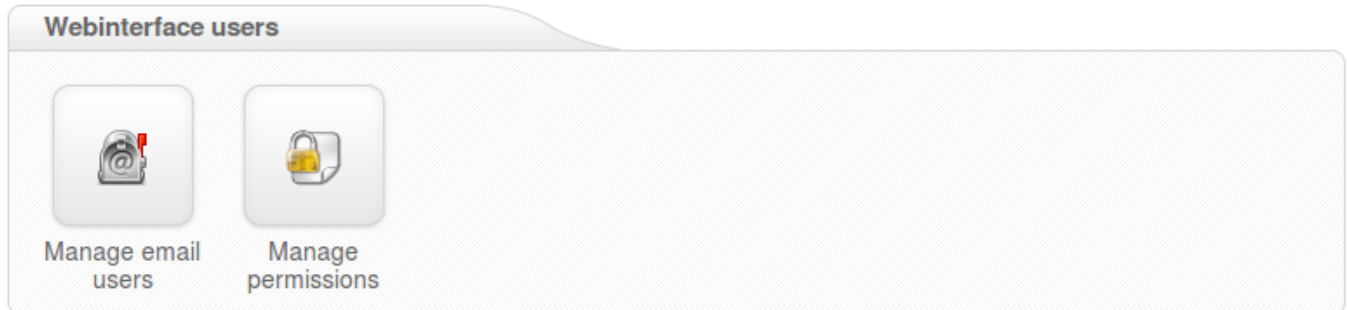 Webinterface users
Manage email
users
Manage
permissions